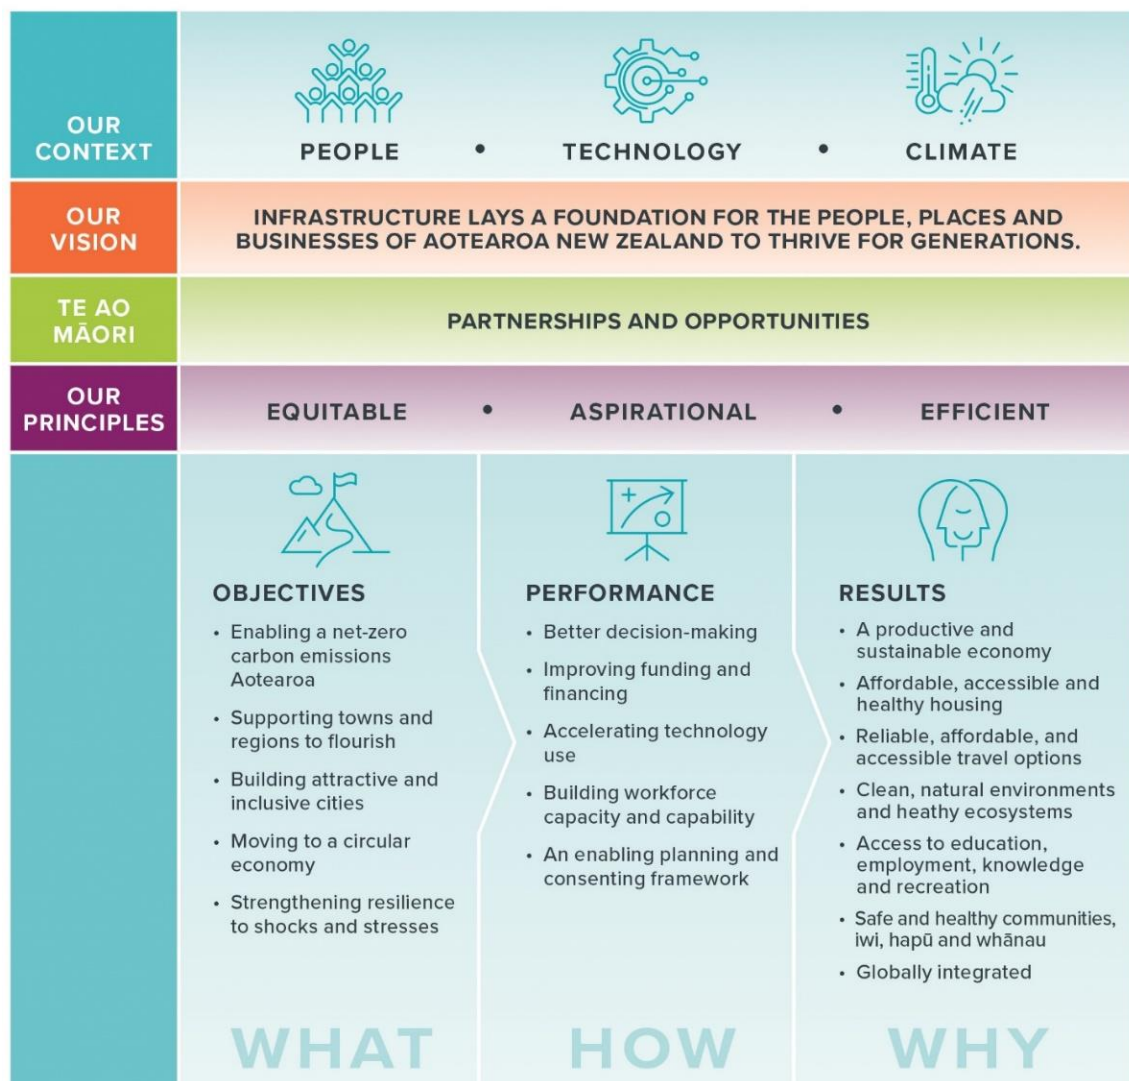 OUR
CONTEXT
PEOPLE • TECHNOLOGY • CLIMATE
OUR
VISION
INFRASTRUCTURE LAYS A FOUNDATION FOR THE PEOPLE, PLACES AND
BUSINESSES OF AOTEAROA NEW ZEALAND TO THRIVE FOR GENERATIONS.
TE AO
MĀORI
PARTNERSHIPS AND OPPORTUNITIES
OUR
PRINCIPLES
EQUITABLE • ASPIRATIONAL • EFFICIENT
OBJECTIVES
• Enabling a net-zero
carbon emissions
Aotearoa
• Supporting towns and
regions to flourish
• Building attractive and
inclusive cities
• Moving to a circular
economy
• Strengthening resilience
to shocks and stresses
WHAT
PERFORMANCE
• Better decision-making
• Improving funding and
financing
• Accelerating technology
use
• Building workforce
capacity and capability
• An enabling planning and
consenting framework
HOW
RESULTS
• A productive and
sustainable economy
• Affordable, accessible and
healthy housing
• Reliable, affordable, and
accessible travel options
• Clean, natural environments
and heathy ecosystems
• Access to education,
employment, knowledge
and recreation
• Safe and healthy communities,
iwi, hapū and whānau
• Globally integrated
WHY